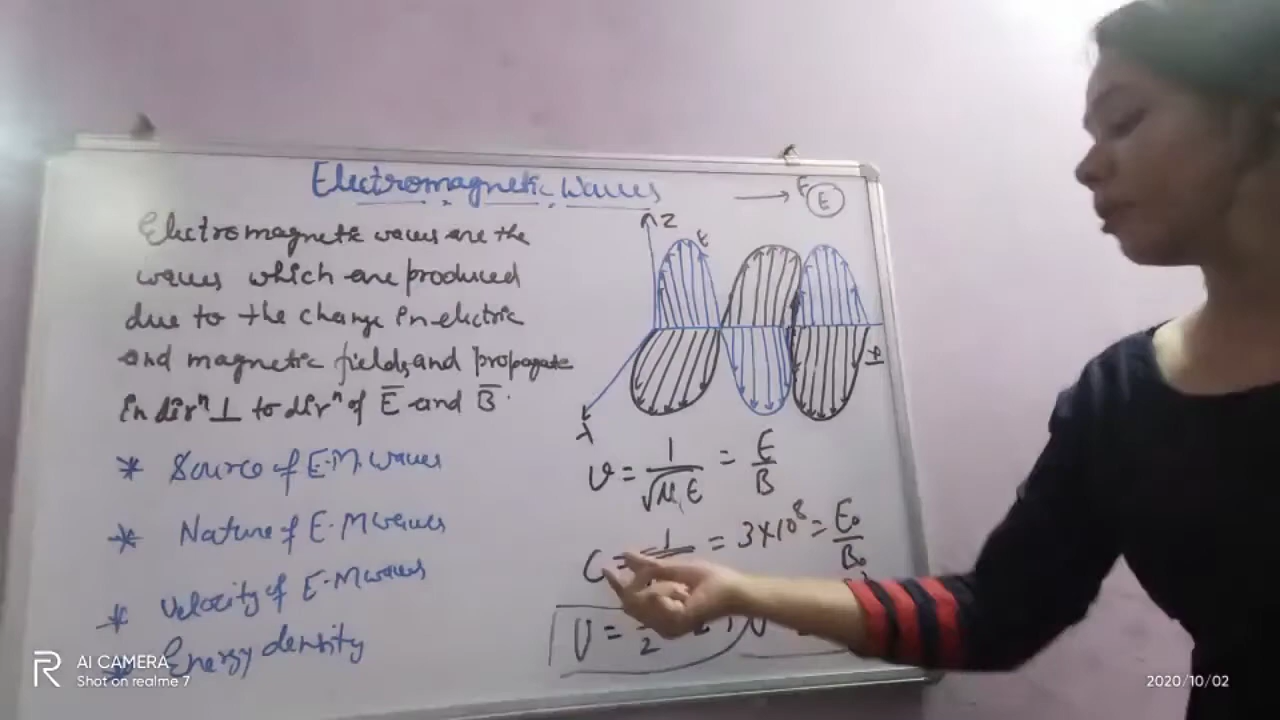 Electromagnetic Waves
Electromagnetic waves are the
waves which are produced
due to the change in electric
and magnetic fields, and propagate
in dirⁿ ⊥ to dirⁿ of E̅ and B̅.
* Source of E.M. waves
* Nature of E.M waves
* Velocity of E.M waves
* Energy density
→ E
Z
E
v = 1/√μ, ε = E/B
C = 1 = 3×10⁸ = E₀/B₀
U = 2
AI CAMERA
Shot on realme 7
2020/10/02